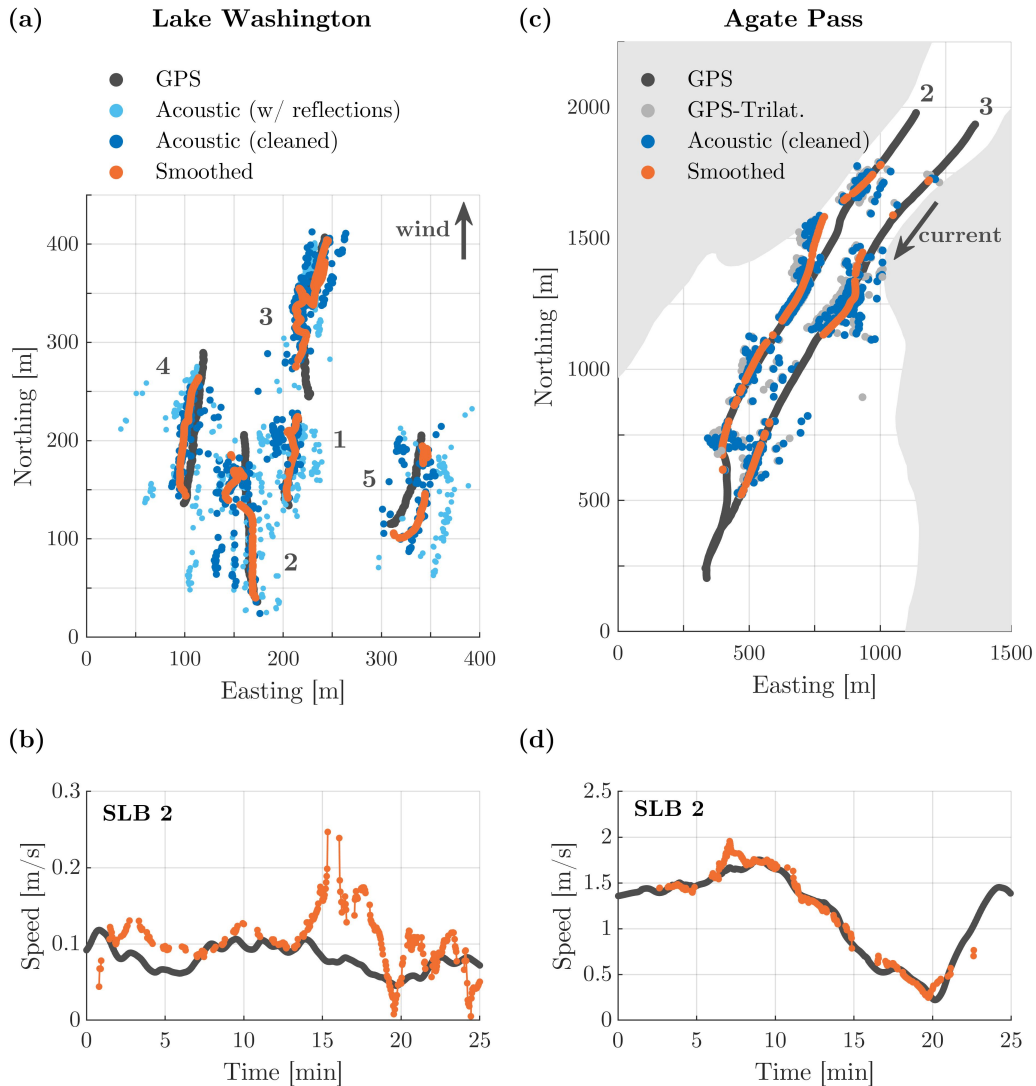 (a) Lake Washington
GPS
Acoustic (w/ reflections)
Acoustic (cleaned)
Smoothed
wind
400
300
200
100
0
Northing [m]
3
4
1
5
2
0 100 200 300 400
Easting [m]
(c) Agate Pass
GPS
GPS-Trilat.
Acoustic (cleaned)
Smoothed
2
3
current
2000
1500
1000
500
0
Northing [m]
0 500 1000 1500
Easting [m]
(b)
SLB 2
0.3
0.2
0.1
0
Speed [m/s]
0 5 10 15 20 25
Time [min]
(d)
SLB 2
2.5
2
1.5
1
0.5
0
Speed [m/s]
0 5 10 15 20 25
Time [min]